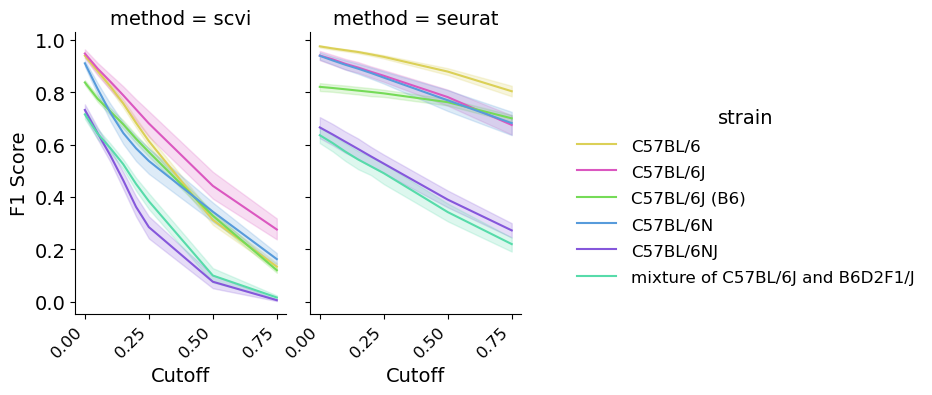 method = scvi
method = seurat
1.0
0.8
0.6
0.4
0.2
0.0
F1 Score
0.00
0.25
0.50
0.75
0.00
0.25
0.50
0.75
Cutoff
Cutoff
strain
C57BL/6
C57BL/6J
C57BL/6J (B6)
C57BL/6N
C57BL/6NJ
mixture of C57BL/6J and B6D2F1/J